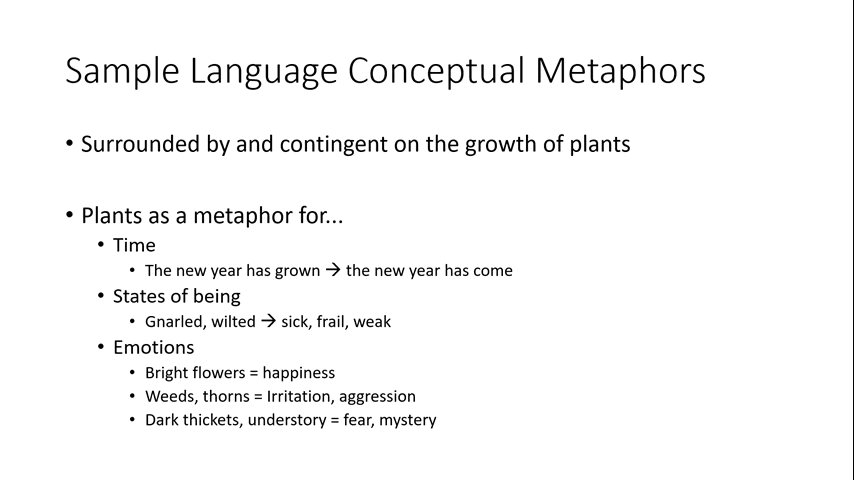 Sample Language Conceptual Metaphors
• Surrounded by and contingent on the growth of plants
• Plants as a metaphor for...
• Time
• The new year has grown → the new year has come
• States of being
• Gnarled, wilted → sick, frail, weak
• Emotions
• Bright flowers = happiness
• Weeds, thorns = Irritation, aggression
• Dark thickets, understory = fear, mystery